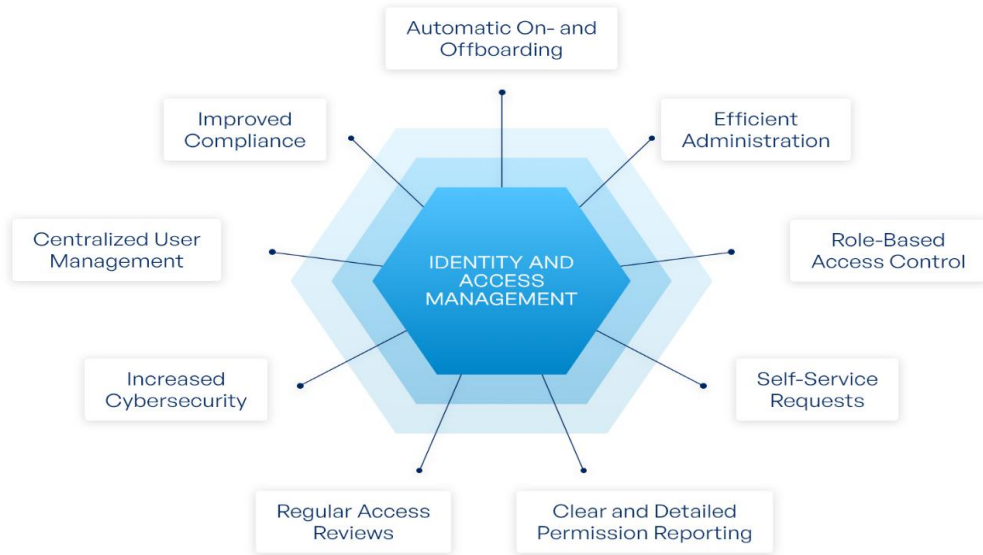 Automatic On- and
Offboarding
Improved
Compliance
Efficient
Administration
Centralized User
Management
IDENTITY AND
ACCESS
MANAGEMENT
Role-Based
Access Control
Increased
Cybersecurity
Self-Service
Requests
Regular Access
Reviews
Clear and Detailed
Permission Reporting